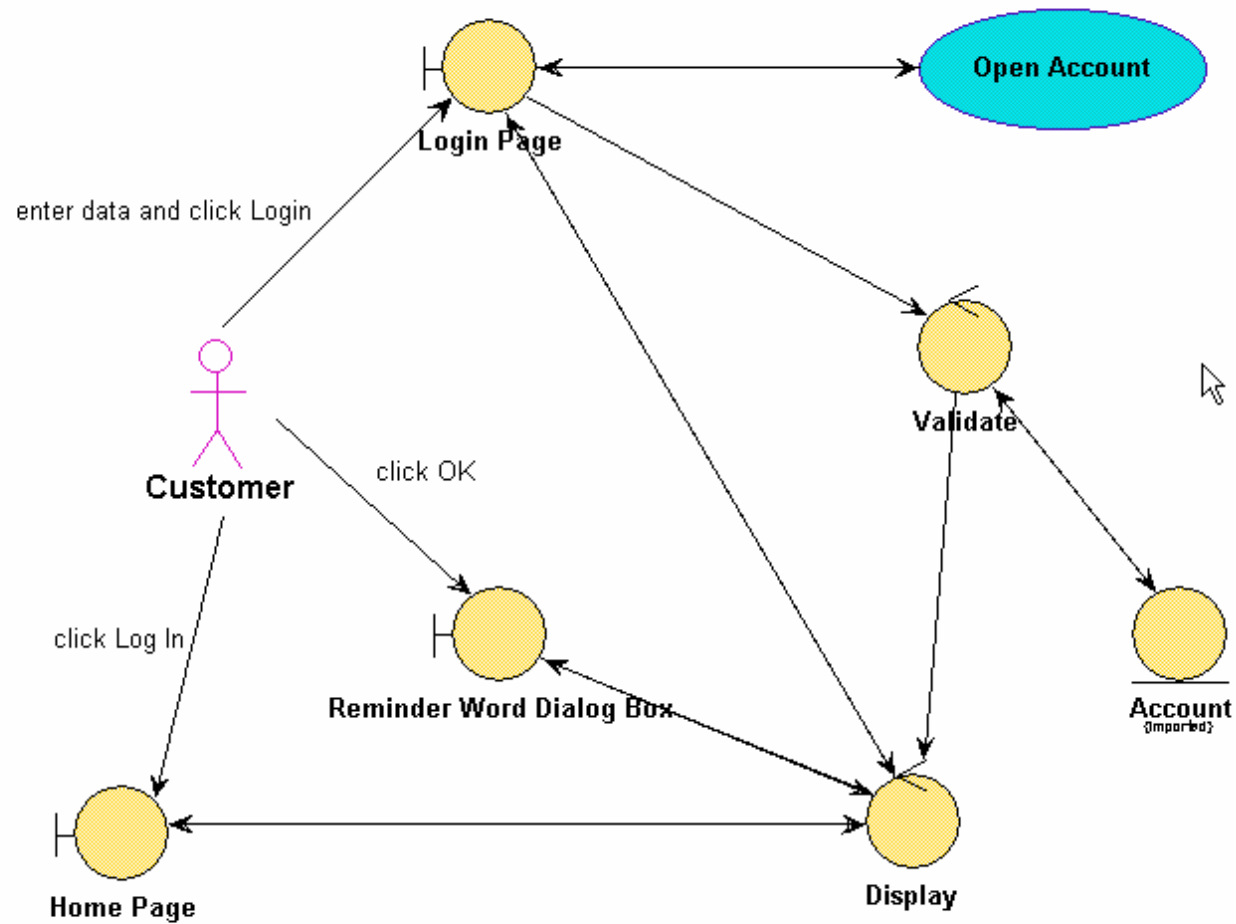 Open Account
Login Page
enter data and click Login
Validate
Customer
click OK
click Log In
Reminder Word Dialog Box
Account
{imported}
Display
Home Page